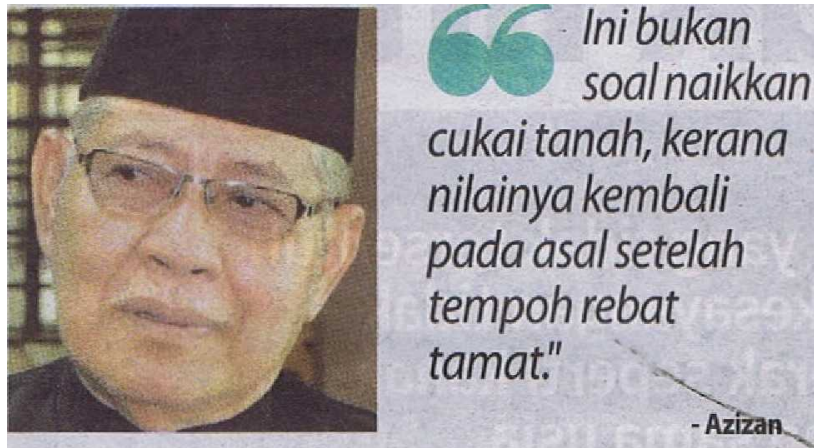 “Ini bukan
soal naikkan
cukai tanah, kerana
nilainya kembali
pada asal setelah
tempoh rebat
tamat."
- Azizan